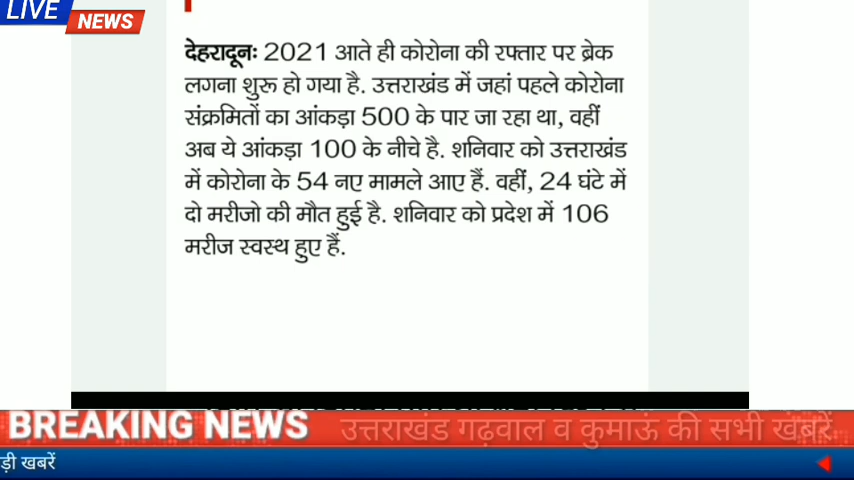 LIVE
NEWS
देहरादूनः 2021 आते ही कोरोना की रफ्तार पर ब्रेक
लगना शुरू हो गया है. उत्तराखंड में जहां पहले कोरोना
संक्रमितों का आंकड़ा 500 के पार जा रहा था, वहीं
अब ये आंकड़ा 100 के नीचे है. शनिवार को उत्तराखंड
में कोरोना के 54 नए मामले आए हैं. वहीं, 24 घंटे में
दो मरीजो की मौत हुई है. शनिवार को प्रदेश में 106
मरीज स्वस्थ हुए हैं.
BREAKING NEWS उत्तराखंड गढ़वाल व कुमाऊं की सभी खबरें
ड़ी खबरें